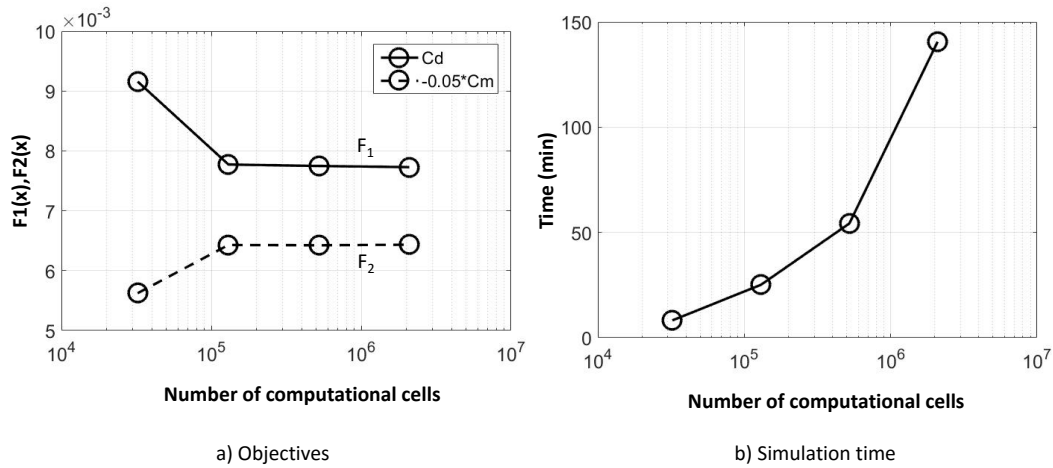 ×10⁻³
10
9
8
7
6
5
F1(x),F2(x)
Cd
-0.05*Cm
F₁
F₂
10⁴ 10⁵ 10⁶ 10⁷
Number of computational cells
a) Objectives
150
100
50
0
Time (min)
10⁴ 10⁵ 10⁶ 10⁷
Number of computational cells
b) Simulation time